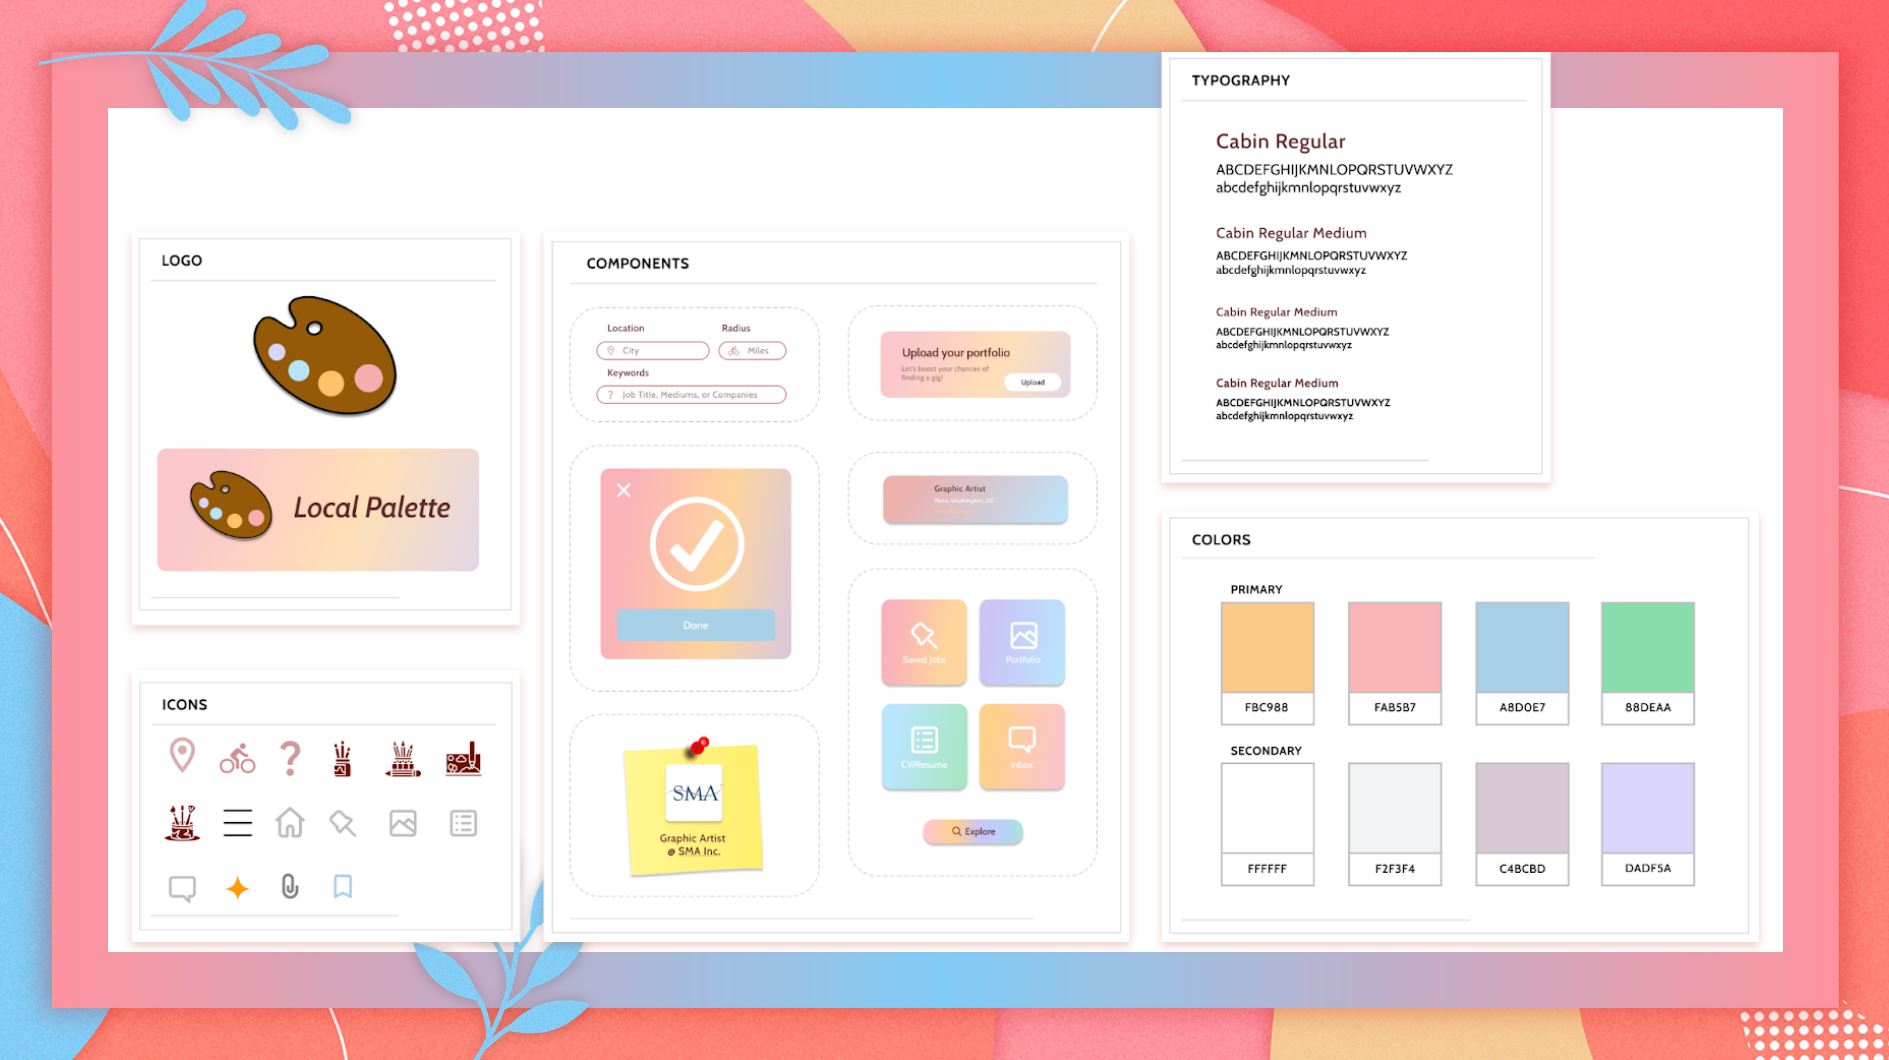 LOGO
Local Palette
ICONS
COMPONENTS
Location
Radius
City
Miles
Keywords
? Job Title, Mediums, or Companies
Upload your portfolio
Let's boost your chances of
finding a gig!
Upload
Done
Graphic Artist
SMA
Graphic Artist
@ SMA Inc.
Saved Jobs
Portfolio
CV/Resume
Inbox
Explore
TYPOGRAPHY
Cabin Regular
ABCDEFGHIJKMNLOPQRSTUVWXYZ
abcdefghijkmnlopqrstuvwxyz
Cabin Regular Medium
ABCDEFGHIJKMNLOPQRSTUVWXYZ
abcdefghijkmnlopqrstuvwxyz
Cabin Regular Medium
ABCDEFGHIJKMNLOPQRSTUVWXYZ
abcdefghijkmnlopqrstuvwxyz
Cabin Regular Medium
ABCDEFGHIJKMNLOPQRSTUVWXYZ
abcdefghijkmnlopqrstuvwxyz
COLORS
PRIMARY
FBC988
FAB5B7
A8D0E7
88DEAA
SECONDARY
FFFFFF
F2F3F4
C4BCBD
DADF5A